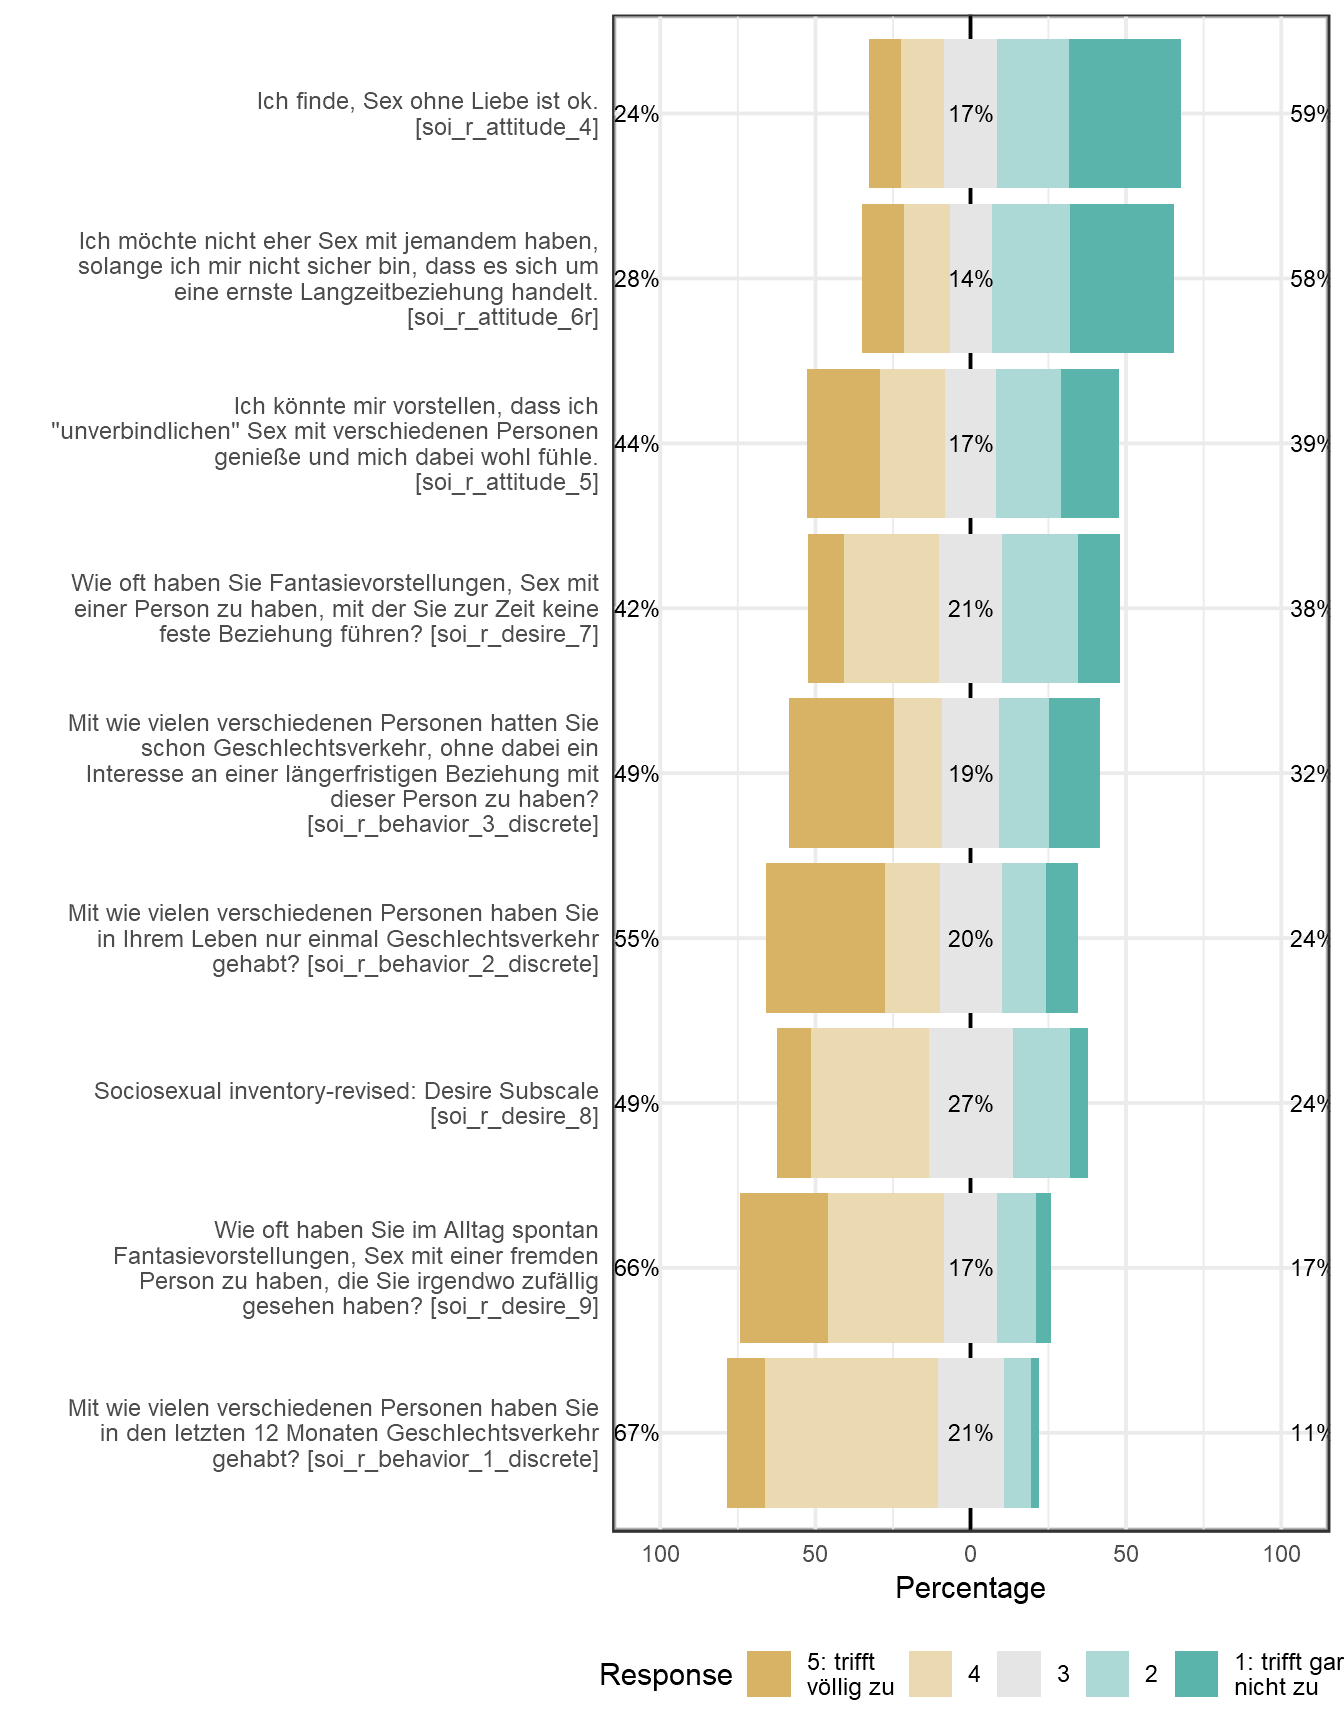 Ich finde, Sex ohne Liebe ist ok.
[soi_r_attitude_4]
24%
17%
59%
Ich möchte nicht eher Sex mit jemandem haben,
solange ich mir nicht sicher bin, dass es sich um
eine ernste Langzeitbeziehung handelt.
[soi_r_attitude_6r]
28%
14%
58%
Ich könnte mir vorstellen, dass ich
"unverbindlichen" Sex mit verschiedenen Personen
genieße und mich dabei wohl fühle.
[soi_r_attitude_5]
44%
17%
39%
Wie oft haben Sie Fantasievorstellungen, Sex mit
einer Person zu haben, mit der Sie zur Zeit keine
feste Beziehung führen? [soi_r_desire_7]
42%
21%
38%
Mit wie vielen verschiedenen Personen hatten Sie
schon Geschlechtsverkehr, ohne dabei ein
Interesse an einer längerfristigen Beziehung mit
dieser Person zu haben?
[soi_r_behavior_3_discrete]
49%
19%
32%
Mit wie vielen verschiedenen Personen haben Sie
in Ihrem Leben nur einmal Geschlechtsverkehr
gehabt? [soi_r_behavior_2_discrete]
55%
20%
24%
Sociosexual inventory-revised: Desire Subscale
[soi_r_desire_8]
49%
27%
24%
Wie oft haben Sie im Alltag spontan
Fantasievorstellungen, Sex mit einer fremden
Person zu haben, die Sie irgendwo zufällig
gesehen haben? [soi_r_desire_9]
66%
17%
17%
Mit wie vielen verschiedenen Personen haben Sie
in den letzten 12 Monaten Geschlechtsverkehr
gehabt? [soi_r_behavior_1_discrete]
67%
21%
11%
100 50 0 50 100
Percentage
Response
5: trifft
völlig zu
4
3
2
1: trifft gar
nicht zu